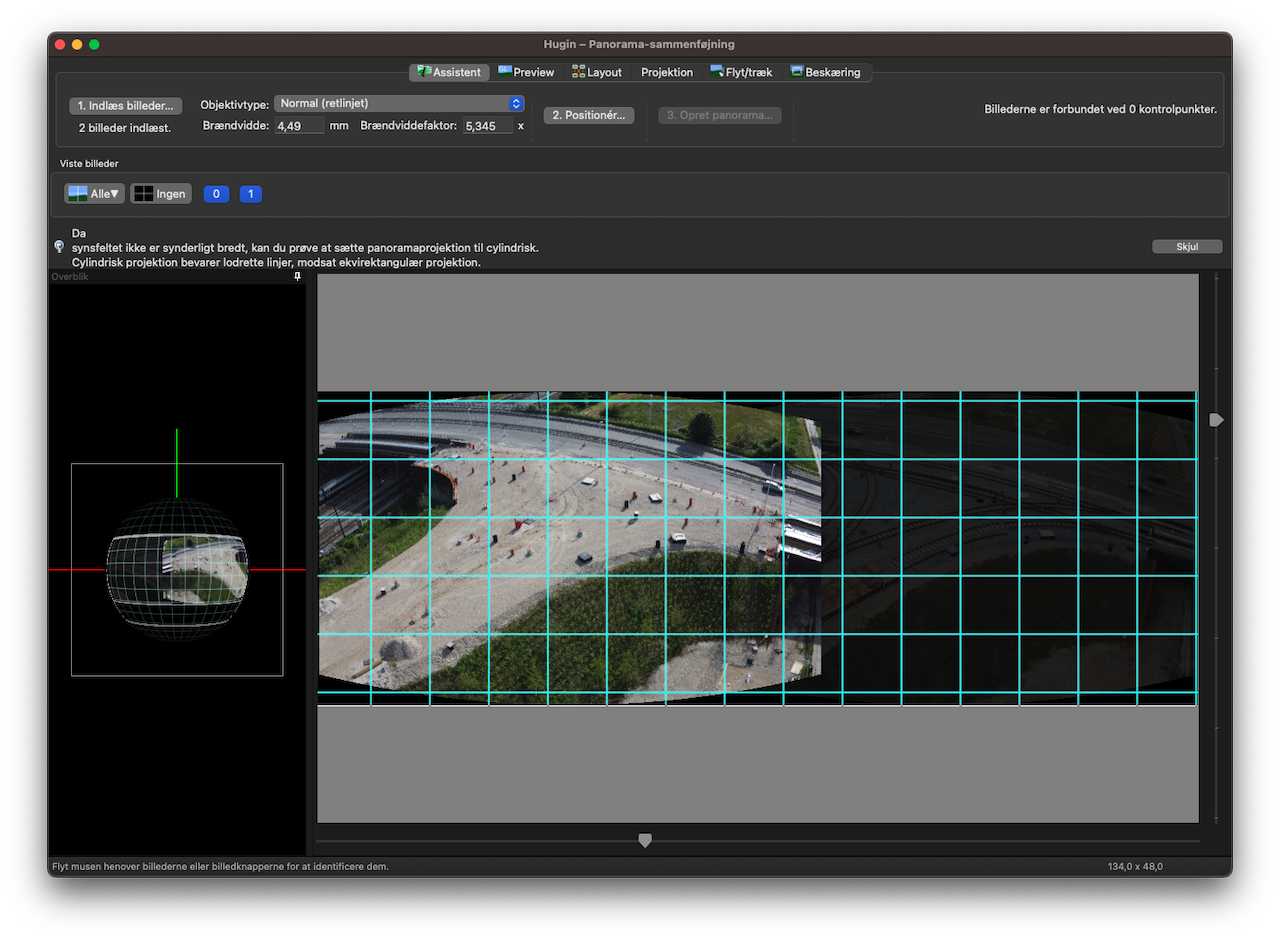 Hugin – Panorama-sammenføjning
Assistent Preview Layout Projektion Flyt/træk Beskæring
1. Indlæs billeder... Objektivtype: Normal (retlinjet) 2. Positionér... 3. Opret panorama... Billederne er forbundet ved 0 kontrolpunkter.
2 billeder indlæst. Brændvidde: 4,49 mm Brændviddefaktor: 5,345 x
Viste billeder
Alle▼ Ingen 0 1
Da
synsfeltet ikke er synderligt bredt, kan du prøve at sætte panoramaprojektion til cylindrisk.
Cylindrisk projektion bevarer lodrette linjer, modsat ekvirektangulær projektion.
Skjul
Overblik
Flyt musen henover billederne eller billedknapperne for at identificere dem. 134,0 x 48,0